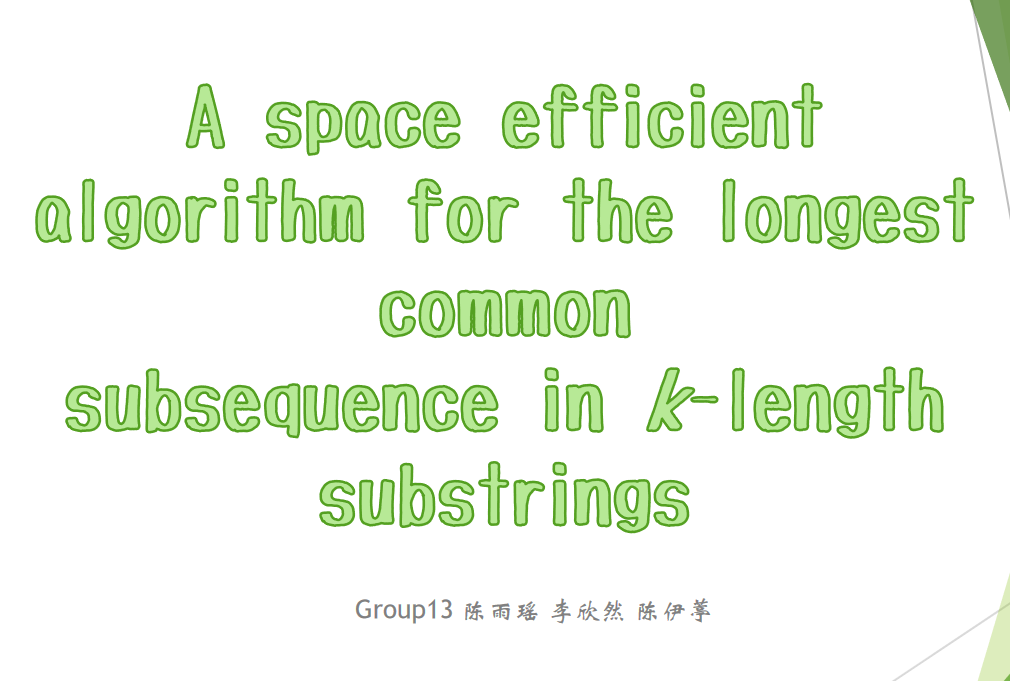 A space efficient
algorithm for the longest
common
subsequence in k-length
substrings
Group13 陈雨瑶 李欣然 陈伊葶